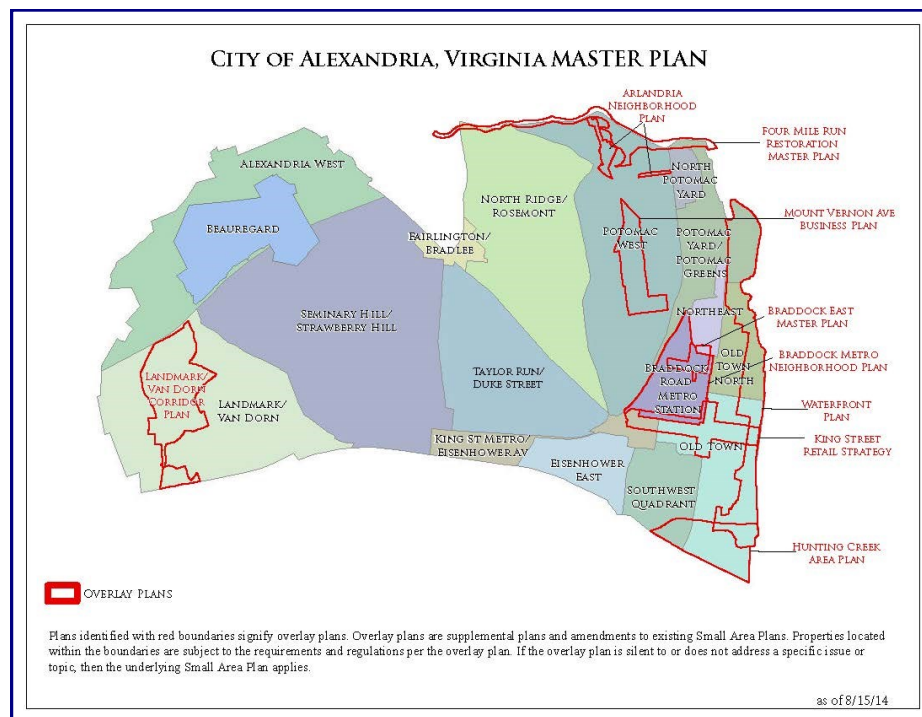 CITY OF ALEXANDRIA, VIRGINIA MASTER PLAN
ARLANDRIA
NEIGHBORHOOD
PLAN
FOUR MILE RUN
RESTORATION
MASTER PLAN
ALEXANDRIA WEST
NORTH
POTOMAC
YARD
NORTH RIDGE/
ROSEMONT
BEAUREGARD
MOUNT VERNON AVE
BUSINESS PLAN
POTOMAC
WEST
POTOMAC
YARD/
POTOMAC
GREENS
FAIRLINGTON/
BRADLEE
SEMINARY HILL/
STRAWBERRY HILL
NORTHEAST
BRADDOCK EAST
MASTER PLAN
OLD
TOWN
NORTH
BRADDOCK METRO
NEIGHBORHOOD PLAN
TAYLOR RUN/
DUKE STREET
BRADDOCK
ROAD
METRO
STATION
LANDMARK/
VAN DORN
CORRIDOR
PLAN
LANDMARK/
VAN DORN
WATERFRONT
PLAN
KING ST METRO/
EISENHOWER AV
OLD TOWN
KING STREET
RETAIL STRATEGY
EISENHOWER
EAST
SOUTHWEST
QUADRANT
HUNTING CREEK
AREA PLAN
OVERLAY PLANS
Plans identified with red boundaries signify overlay plans. Overlay plans are supplemental plans and amendments to existing Small Area Plans. Properties located
within the boundaries are subject to the requirements and regulations per the overlay plan. If the overlay plan is silent to or does not address a specific issue or
topic, then the underlying Small Area Plan applies.
as of 8/15/14